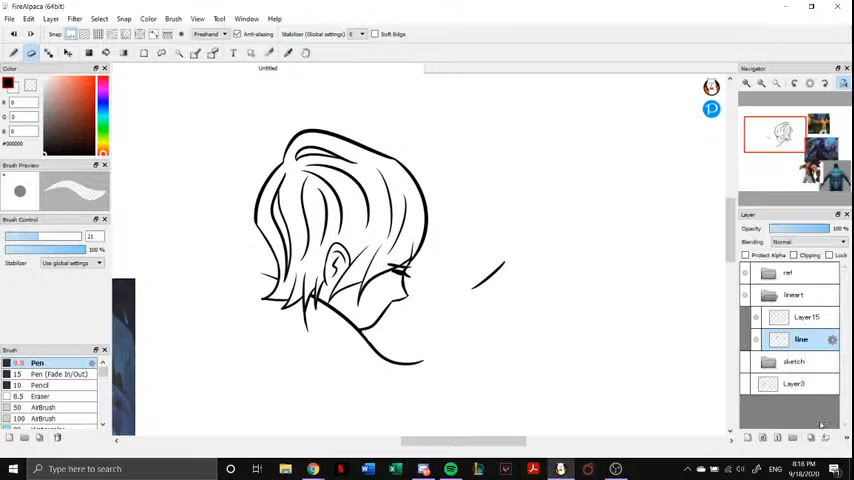 FireAlpaca (64bit)
File Edit Layer Filter Select Snap Color Brush View Tool Window Help
Snap Freehand Anti-aliasing Stabilizer (Global settings) 8 Soft Edge
Untitled
Color
R 0
G 0
B 0
#000000
Brush Preview
Brush Control
21
100 %
Stabilizer Use global settings
Brush
9.8 Pen
15 Pen (Fade In/Out)
10 Pencil
8.5 Eraser
50 AirBrush
100 AirBrush
Navigator
Layer
Opacity 100 %
Blending Normal
Protect Alpha Clipping Lock
ref
lineart
Layer15
line
sketch
Layer3
Type here to search
ENG
8:18 PM
9/18/2020